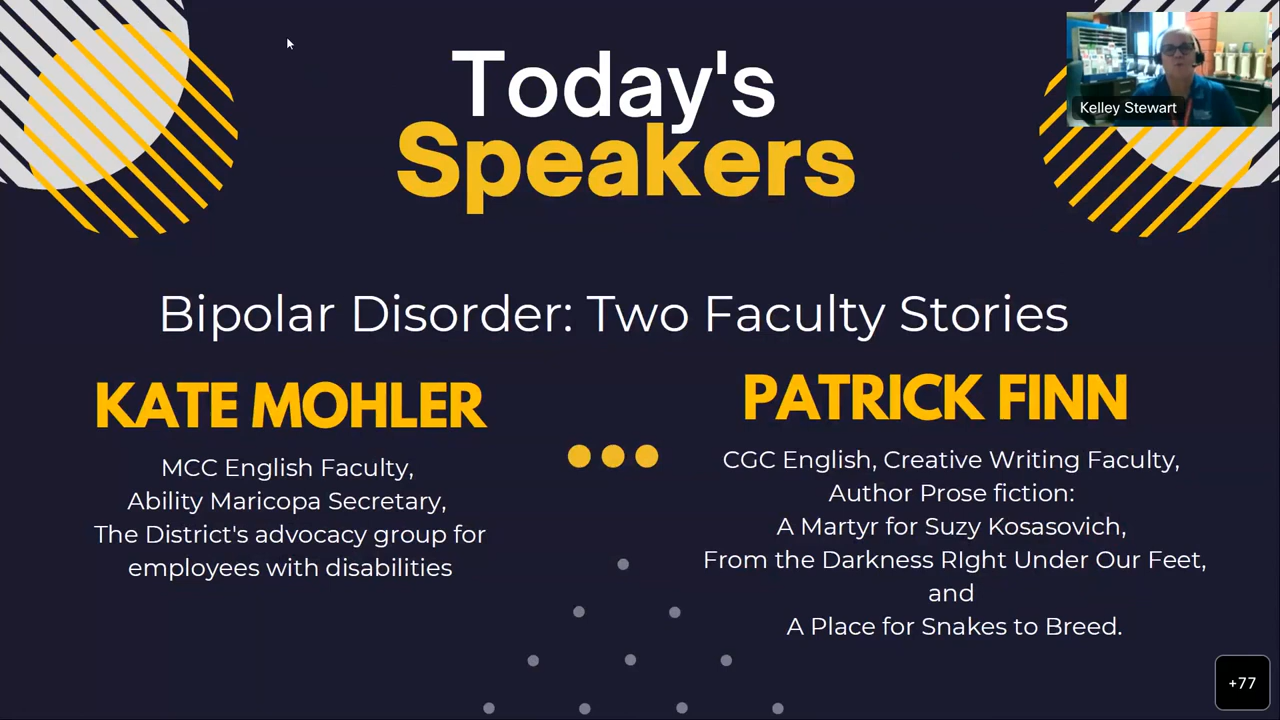 Today's
Speakers
Kelley Stewart
Bipolar Disorder: Two Faculty Stories
KATE MOHLER
MCC English Faculty,
Ability Maricopa Secretary,
The District's advocacy group for
employees with disabilities
PATRICK FINN
CGC English, Creative Writing Faculty,
Author Prose fiction:
A Martyr for Suzy Kosasovich,
From the Darkness RIght Under Our Feet,
and
A Place for Snakes to Breed.
+77